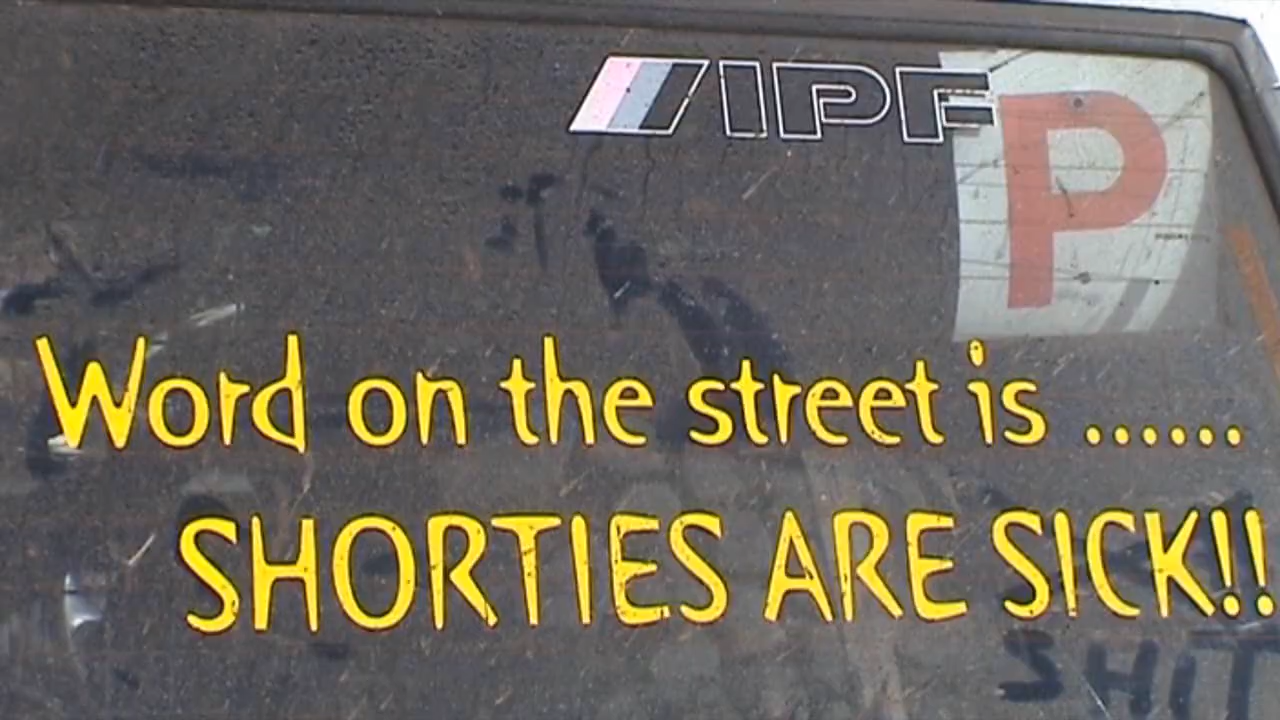 IPF
P
Word on the street is ......
SHORTIES ARE SICK!!
SHIT